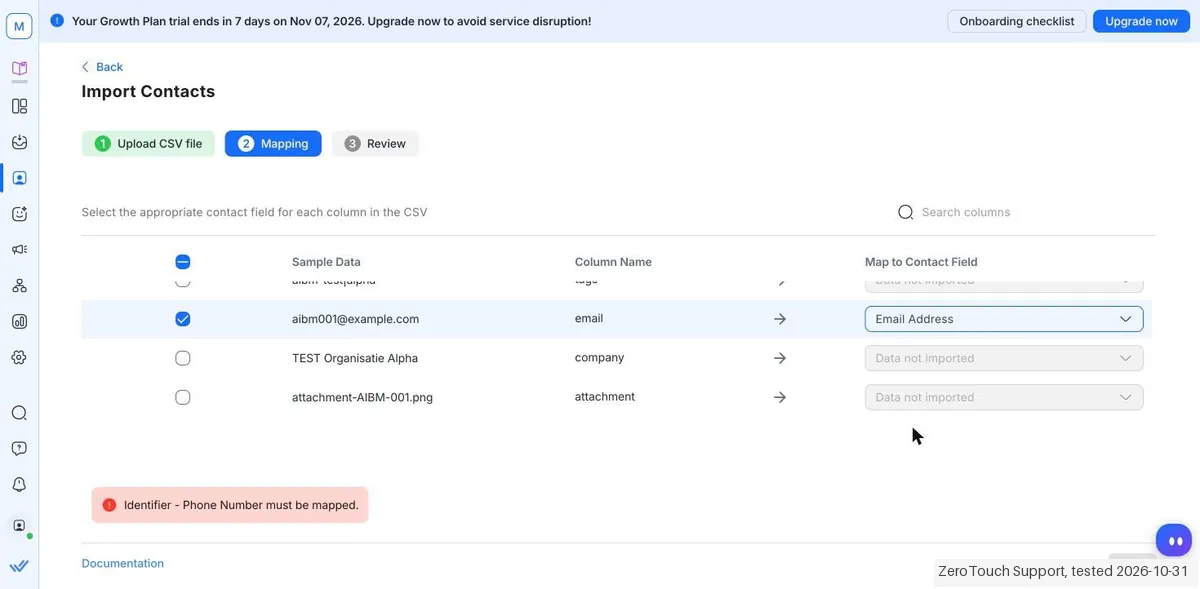 M
Your Growth Plan trial ends in 7 days on Nov 07, 2026. Upgrade now to avoid service disruption!
Onboarding checklist
Upgrade now
Back
Import Contacts
1 Upload CSV file
2 Mapping
3 Review
Select the appropriate contact field for each column in the CSV
Search columns
Sample Data Column Name Map to Contact Field
aibm001@example.com email Email Address
TEST Organisatie Alpha company Data not imported
attachment-AIBM-001.png attachment Data not imported
Identifier - Phone Number must be mapped.
Documentation
ZeroTouch Support, tested 2026-10-31